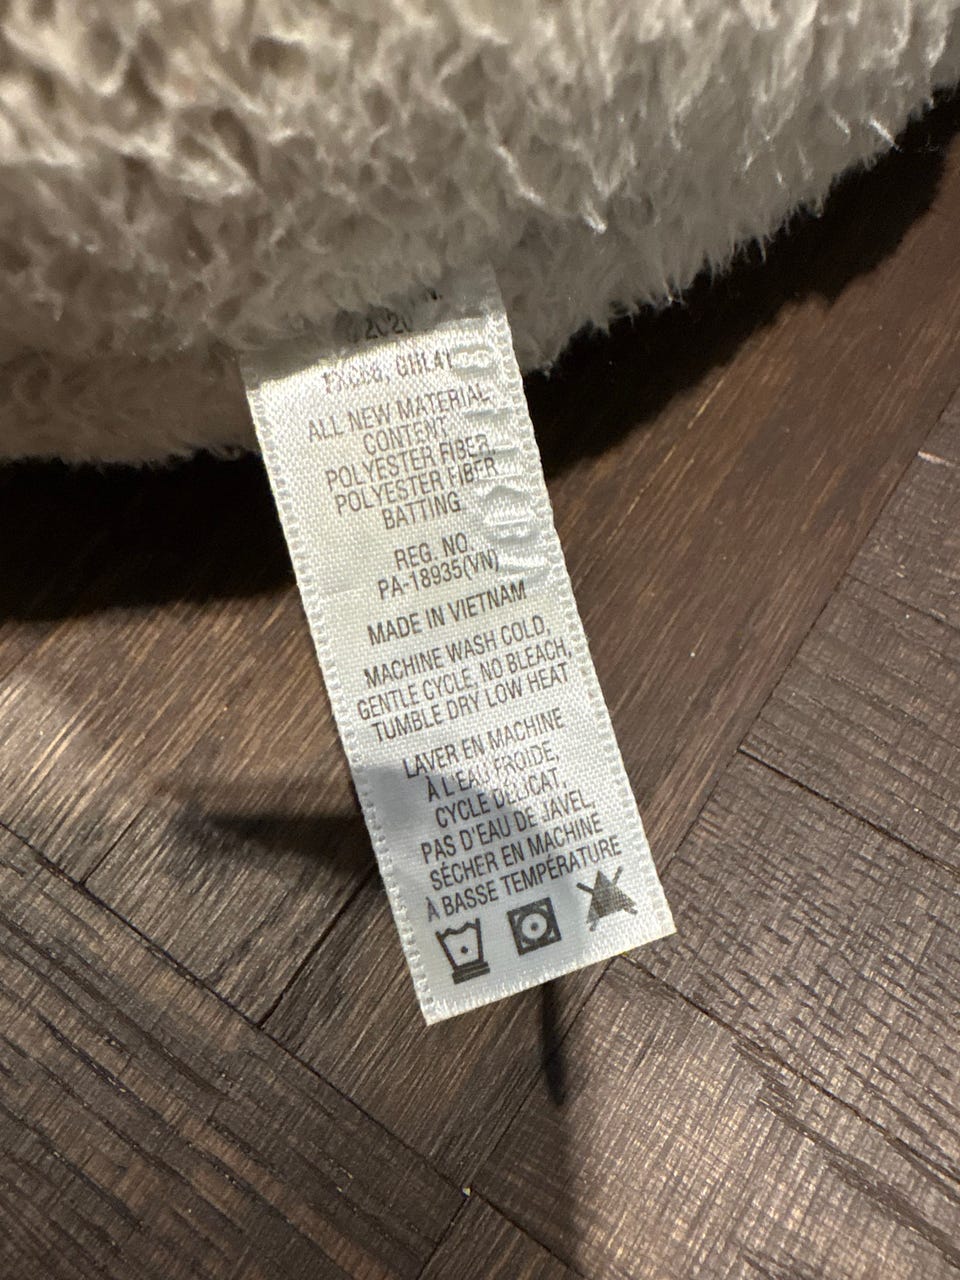 ALL NEW MATERIAL
CONTENT
POLYESTER FIBER
POLYESTER FIBER
BATTING
REG. NO.
PA-18935(VN)
MADE IN VIETNAM
MACHINE WASH COLD,
GENTLE CYCLE, NO BLEACH,
TUMBLE DRY LOW HEAT
LAVER EN MACHINE
À L'EAU FROIDE,
CYCLE DÉLICAT,
PAS D'EAU DE JAVEL,
SÉCHER EN MACHINE
À BASSE TEMPÉRATURE